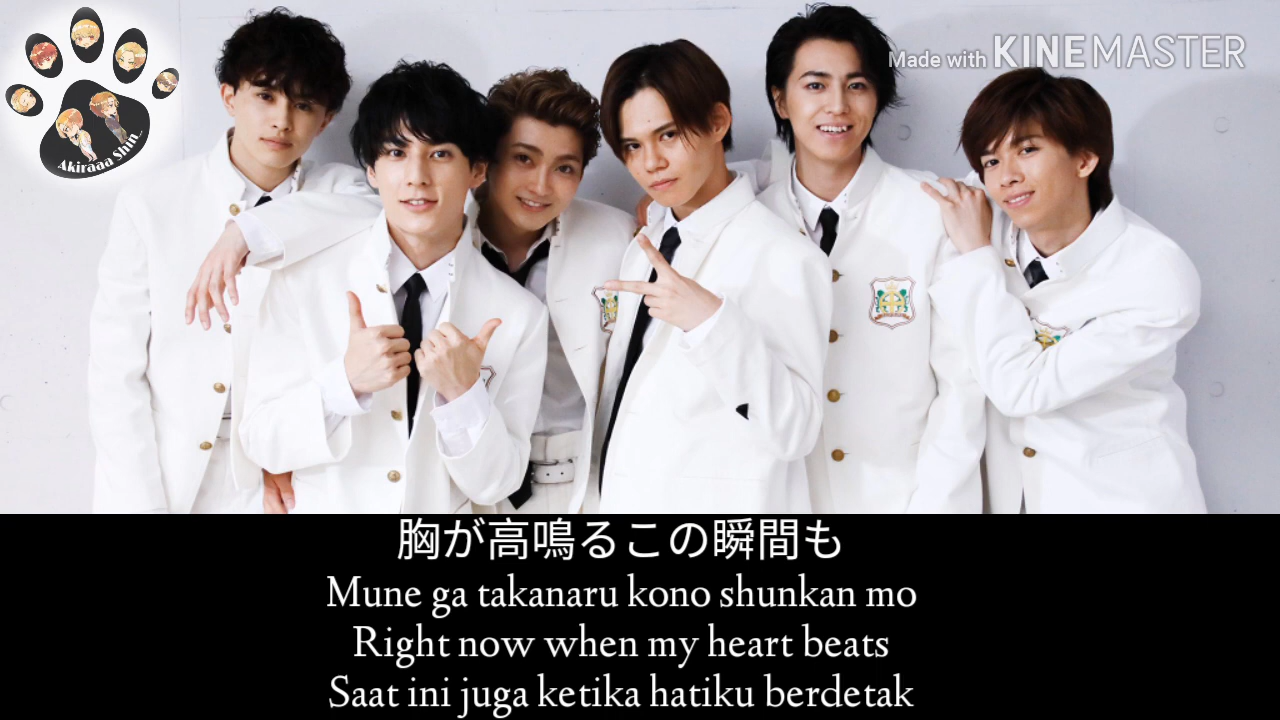 Made with KINEMASTER
Akiraaa Shin_
胸が高鳴るこの瞬間も
Mune ga takanaru kono shunkan mo
Right now when my heart beats
Saat ini juga ketika hatiku berdetak